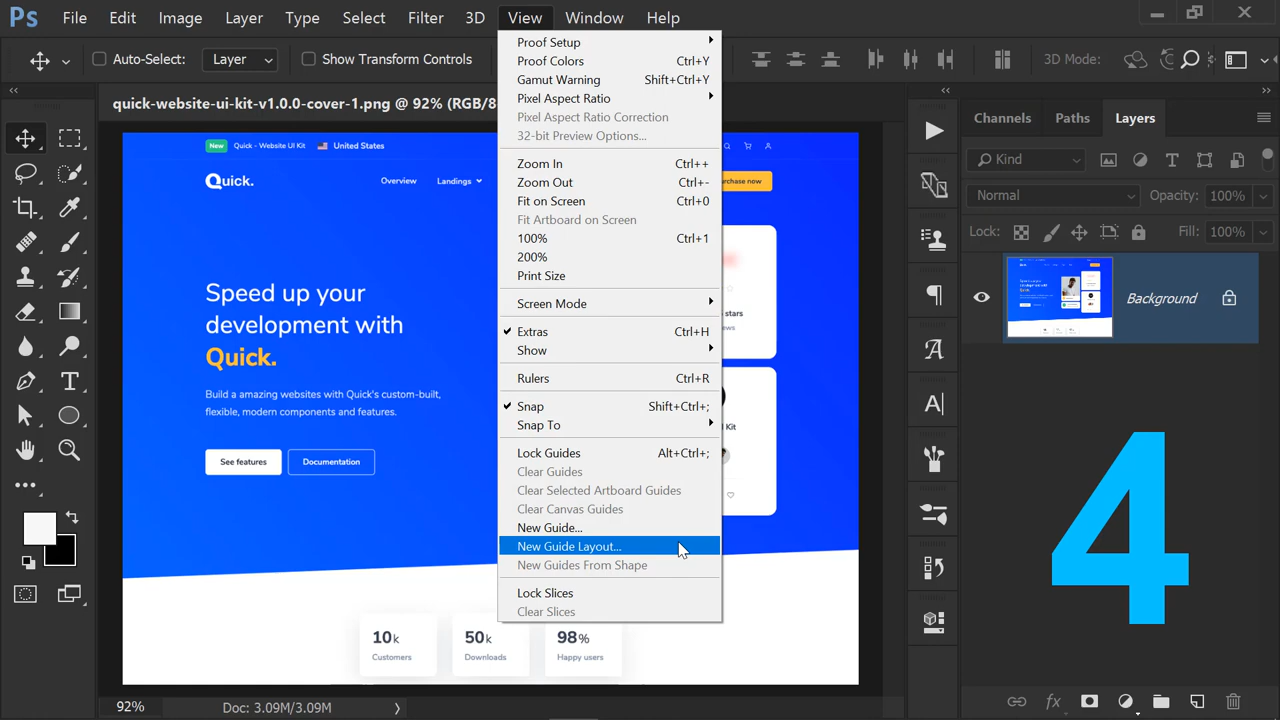 Ps File Edit Image Layer Type Select Filter 3D View Window Help
Auto-Select: Layer Show Transform Controls 3D Mode:
quick-website-ui-kit-v1.0.0-cover-1.png @ 92% (RGB/8
New Quick - Website UI Kit United States
Quick. Overview Landings
Speed up your
development with
Quick.
Build a amazing websites with Quick's custom-built,
flexible, modern components and features.
See features Documentation
10k 50k 98%
Customers Downloads Happy users
stars
Proof Setup
Proof Colors Ctrl+Y
Gamut Warning Shift+Ctrl+Y
Pixel Aspect Ratio
Pixel Aspect Ratio Correction
32-bit Preview Options...
Zoom In Ctrl++
Zoom Out Ctrl+-
Fit on Screen Ctrl+0
Fit Artboard on Screen
100% Ctrl+1
200%
Print Size
Screen Mode
Extras Ctrl+H
Show
Rulers Ctrl+R
Snap Shift+Ctrl+;
Snap To
Lock Guides Alt+Ctrl+;
Clear Guides
Clear Selected Artboard Guides
Clear Canvas Guides
New Guide...
New Guide Layout...
New Guides From Shape
Lock Slices
Clear Slices
Channels Paths Layers
Kind
Normal Opacity: 100%
Lock: Fill: 100%
Background
4
92% Doc: 3.09M/3.09M